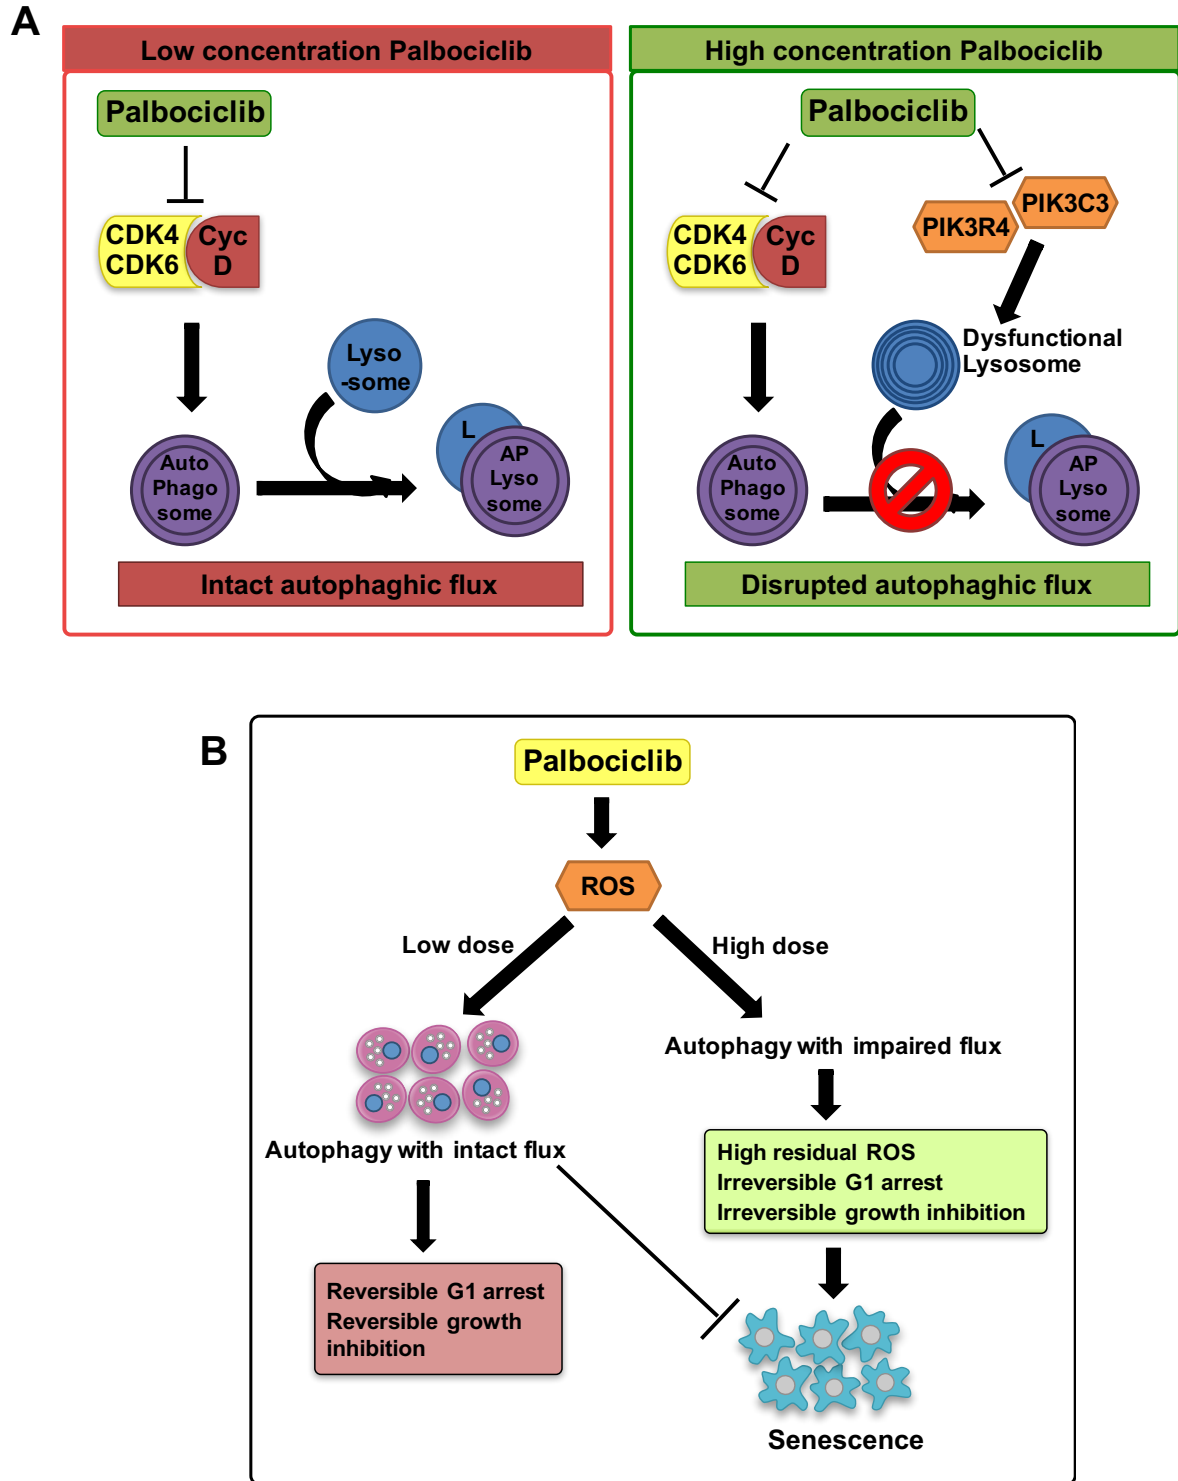 A
Low concentration Palbociclib
Palbociclib
CDK4
CDK6
Cyc
D
Lyso
-some
Auto
Phago
some
L
AP
Lyso
some
Intact autophaghic flux
High concentration Palbociclib
Palbociclib
CDK4
CDK6
Cyc
D
PIK3R4
PIK3C3
Dysfunctional
Lysosome
Auto
Phago
some
L
AP
Lyso
some
Disrupted autophaghic flux
B
Palbociclib
ROS
Low dose
High dose
Autophagy with intact flux
Autophagy with impaired flux
Reversible G1 arrest
Reversible growth
inhibition
High residual ROS
Irreversible G1 arrest
Irreversible growth inhibition
Senescence